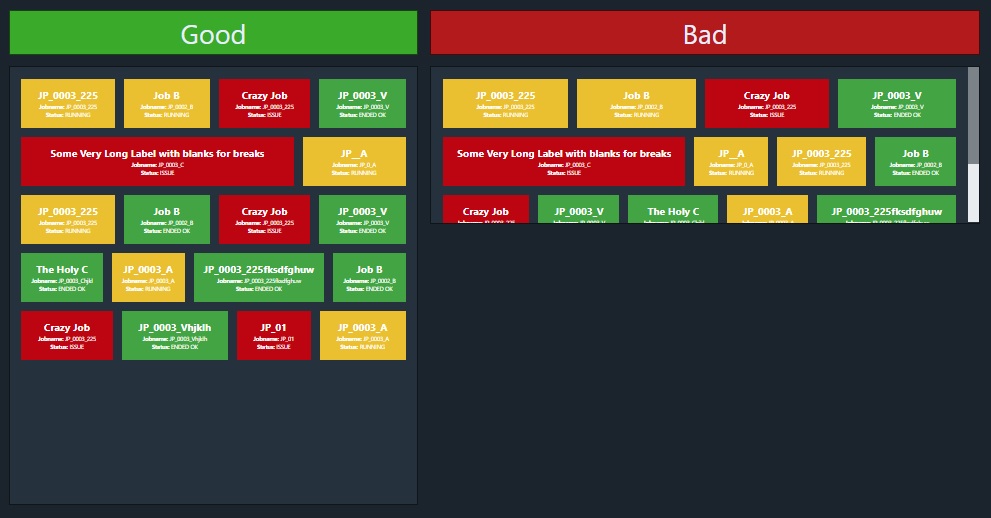 Good
JP_0003_225 Job B Crazy Job JP_0003_V
Jobname: JP_0003_225 Jobname: JP_0002_B Jobname: JP_0003_225 Jobname: JP_0003_V
Status: RUNNING Status: RUNNING Status: ISSUE Status: ENDED OK
Some Very Long Label with blanks for breaks JP__A
Jobname: JP_0003_C Jobname: JP_0_A
Status: ISSUE Status: RUNNING
JP_0003_225 Job B Crazy Job JP_0003_V
Jobname: JP_0003_225 Jobname: JP_0002_B Jobname: JP_0003_225 Jobname: JP_0003_V
Status: RUNNING Status: ENDED OK Status: ISSUE Status: ENDED OK
The Holy C JP_0003_A JP_0003_225fksdfghuw Job B
Jobname: JP_0003_Chjkl Jobname: JP_0003_A Jobname: JP_0003_225fksdfghuw Jobname: JP_0002_B
Status: ENDED OK Status: RUNNING Status: ENDED OK Status: ENDED OK
Crazy Job JP_0003_Vhjklh JP_01 JP_0003_A
Jobname: JP_0003_225 Jobname: JP_0003_Vhjklh Jobname: JP_01 Jobname: JP_0003_A
Status: ISSUE Status: ENDED OK Status: ISSUE Status: RUNNING
Bad
JP_0003_225 Job B Crazy Job JP_0003_V
Jobname: JP_0003_225 Jobname: JP_0002_B Jobname: JP_0003_225 Jobname: JP_0003_V
Status: RUNNING Status: RUNNING Status: ISSUE Status: ENDED OK
Some Very Long Label with blanks for breaks JP__A JP_0003_225 Job B
Jobname: JP_0003_C Jobname: JP_0_A Jobname: JP_0003_225 Jobname: JP_0002_B
Status: ISSUE Status: RUNNING Status: RUNNING Status: ENDED OK
Crazy Job JP_0003_V The Holy C JP_0003_A JP_0003_225fksdfghuw